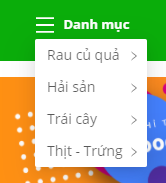 Danh mục
Rau củ quả
Hải sản
Trái cây
Thịt - Trứng